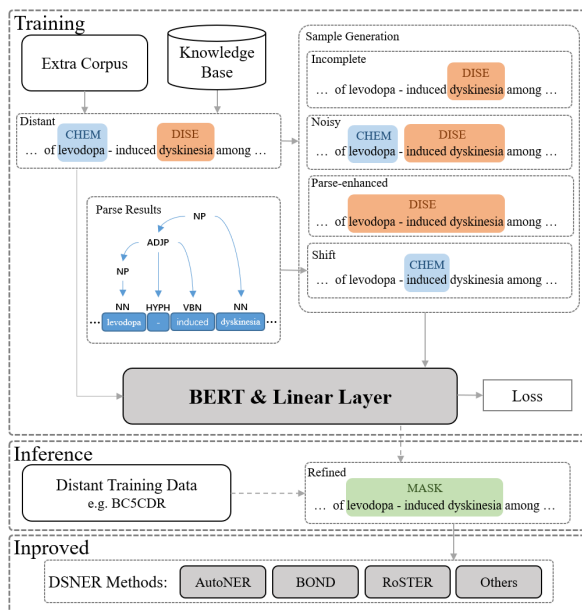 Training
Extra Corpus
Knowledge
Base
Distant
CHEM DISE
... of levodopa - induced dyskinesia among ...
Parse Results
NP
ADJP
NP
NN HYPH VBN NN
... levodopa - induced dyskinesia ...
Sample Generation
Incomplete
DISE
... of levodopa - induced dyskinesia among ...
Noisy
CHEM DISE
... of levodopa - induced dyskinesia among ...
Parse-enhanced
DISE
... of levodopa - induced dyskinesia among ...
Shift
CHEM
... of levodopa - induced dyskinesia among ...
BERT & Linear Layer
Loss
Inference
Distant Training Data
e.g. BC5CDR
Refined
MASK
... of levodopa - induced dyskinesia among ...
Inproved
DSNER Methods: AutoNER BOND RoSTER Others